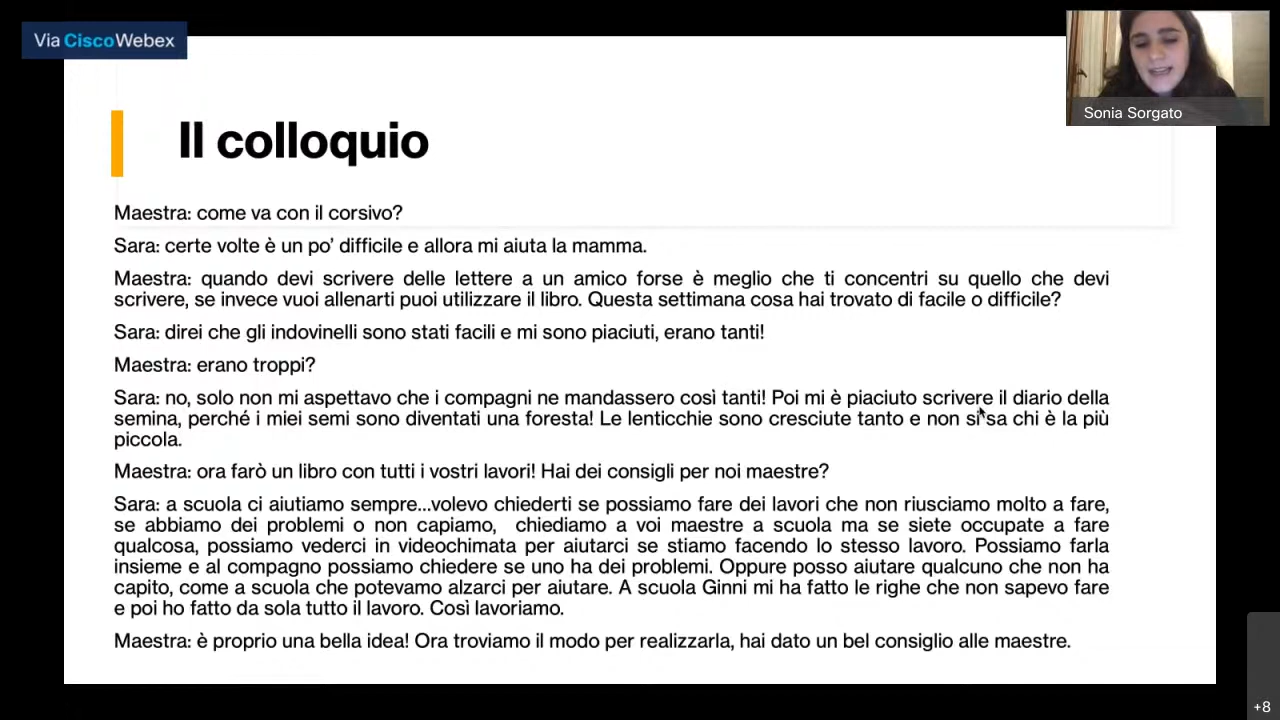 Via Cisco Webex
Sonia Sorgato
Il colloquio
Maestra: come va con il corsivo?
Sara: certe volte è un po’ difficile e allora mi aiuta la mamma.
Maestra: quando devi scrivere delle lettere a un amico forse è meglio che ti concentri su quello che devi
scrivere, se invece vuoi allenarti puoi utilizzare il libro. Questa settimana cosa hai trovato di facile o difficile?
Sara: direi che gli indovinelli sono stati facili e mi sono piaciuti, erano tanti!
Maestra: erano troppi?
Sara: no, solo non mi aspettavo che i compagni ne mandassero così tanti! Poi mi è piaciuto scrivere il diario della
semina, perché i miei semi sono diventati una foresta! Le lenticchie sono cresciute tanto e non si sa chi è la più
piccola.
Maestra: ora farò un libro con tutti i vostri lavori! Hai dei consigli per noi maestre?
Sara: a scuola ci aiutiamo sempre...volevo chiederti se possiamo fare dei lavori che non riusciamo molto a fare,
se abbiamo dei problemi o non capiamo, chiediamo a voi maestre a scuola ma se siete occupate a fare
qualcosa, possiamo vederci in videochimata per aiutarci se stiamo facendo lo stesso lavoro. Possiamo farla
insieme e al compagno possiamo chiedere se uno ha dei problemi. Oppure posso aiutare qualcuno che non ha
capito, come a scuola che potevamo alzarci per aiutare. A scuola Ginni mi ha fatto le righe che non sapevo fare
e poi ho fatto da sola tutto il lavoro. Così lavoriamo.
Maestra: è proprio una bella idea! Ora troviamo il modo per realizzarla, hai dato un bel consiglio alle maestre.
+8